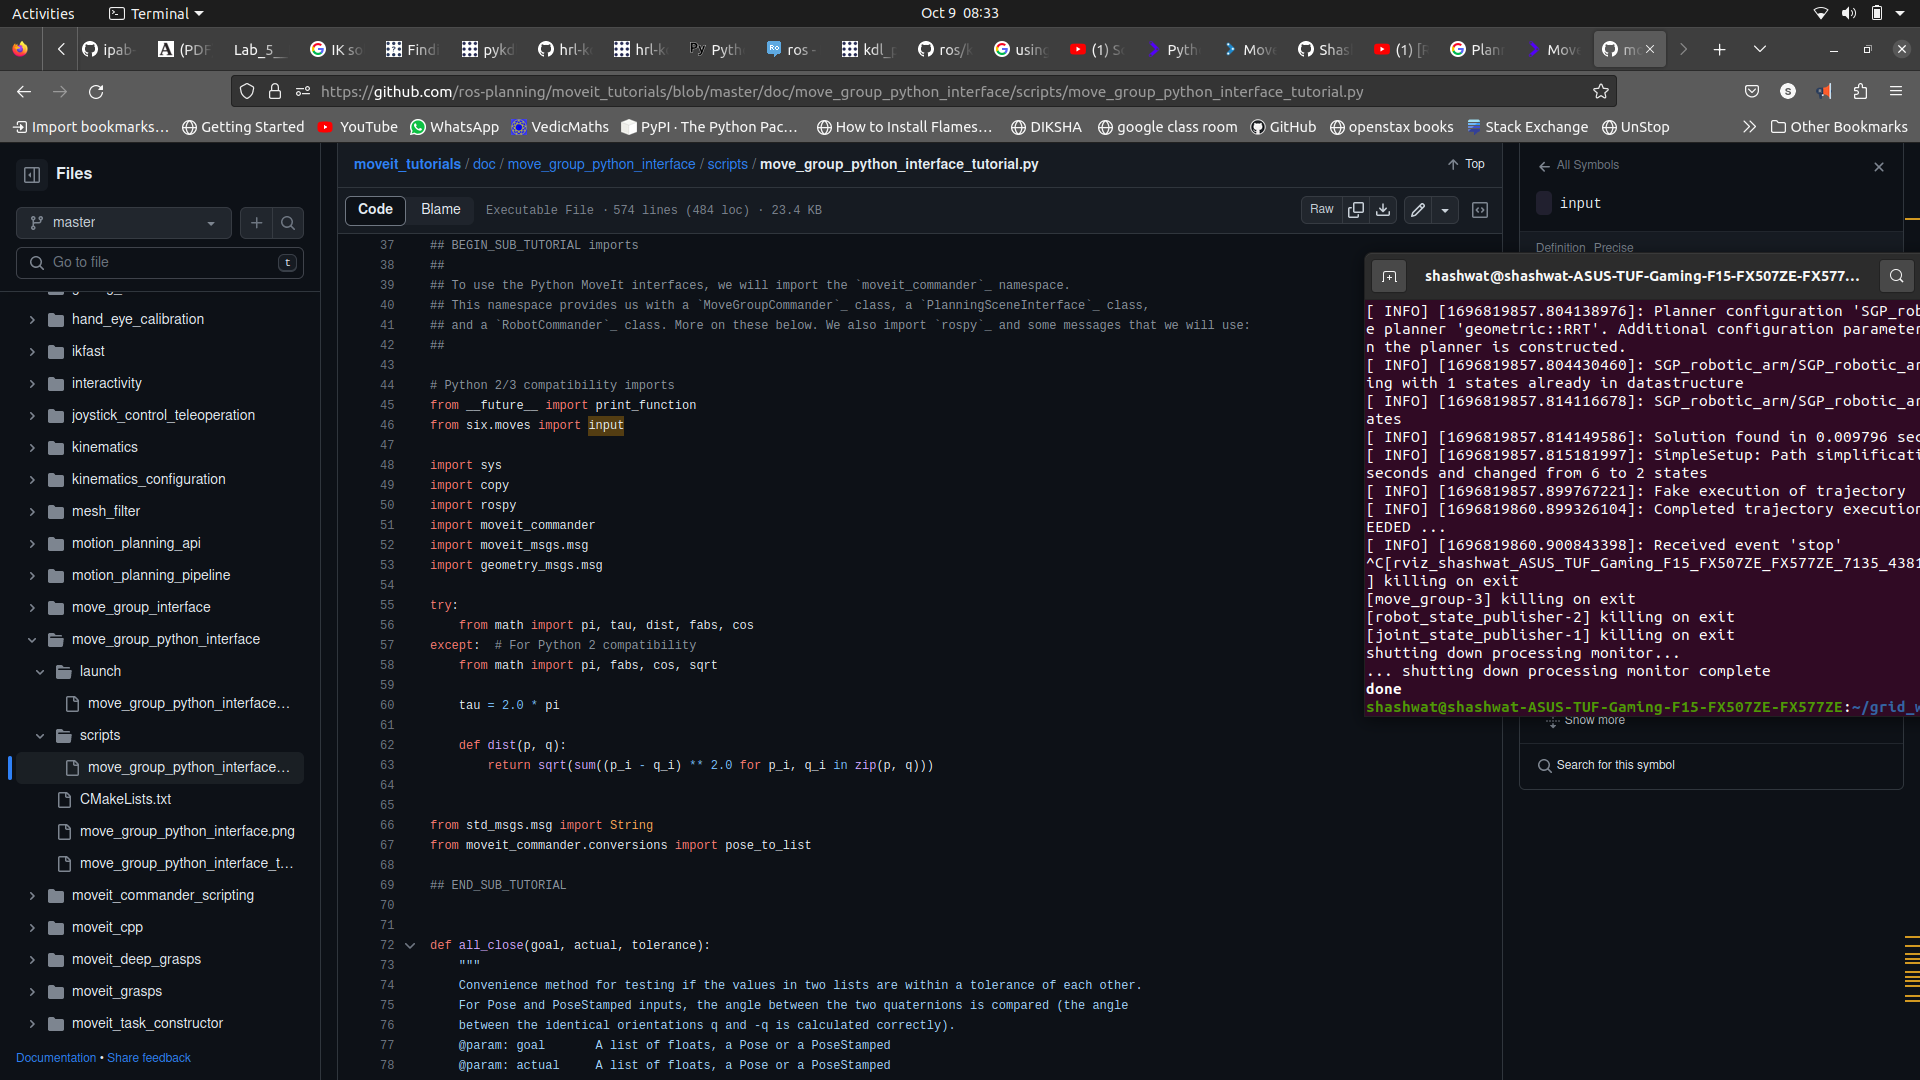 Activities
Terminal
Oct 9 08:33
ipab-
(PDF
Lab_5_
IK so
Findi
pykd
hrl-k
hrl-k
Pyth
ros -
kdl_p
ros/k
using
(1) S
Pyth
Move
Shas
(1) [R
Plann
Move
mo
https://github.com/ros-planning/moveit_tutorials/blob/master/doc/move_group_python_interface/scripts/move_group_python_interface_tutorial.py
Import bookmarks…
Getting Started
YouTube
WhatsApp
VedicMaths
PyPI · The Python Pac…
How to Install Flames…
DIKSHA
google class room
GitHub
openstax books
Stack Exchange
UnStop
Other Bookmarks
Files
master
Go to file
t
hand_eye_calibration
ikfast
interactivity
joystick_control_teleoperation
kinematics
kinematics_configuration
mesh_filter
motion_planning_api
motion_planning_pipeline
move_group_interface
move_group_python_interface
launch
move_group_python_interface…
scripts
move_group_python_interface…
CMakeLists.txt
move_group_python_interface.png
move_group_python_interface_t…
moveit_commander_scripting
moveit_cpp
moveit_deep_grasps
moveit_grasps
moveit_task_constructor
Documentation • Share feedback
moveit_tutorials / doc / move_group_python_interface / scripts / move_group_python_interface_tutorial.py
Top
Code
Blame
Executable File · 574 lines (484 loc) · 23.4 KB
Raw
37 ## BEGIN_SUB_TUTORIAL imports
38 ##
39 ## To use the Python MoveIt interfaces, we will import the `moveit_commander`_ namespace.
40 ## This namespace provides us with a `MoveGroupCommander`_ class, a `PlanningSceneInterface`_ class,
41 ## and a `RobotCommander`_ class. More on these below. We also import `rospy`_ and some messages that we will use:
42 ##
43
44 # Python 2/3 compatibility imports
45 from __future__ import print_function
46 from six.moves import input
47
48 import sys
49 import copy
50 import rospy
51 import moveit_commander
52 import moveit_msgs.msg
53 import geometry_msgs.msg
54
55 try:
56 from math import pi, tau, dist, fabs, cos
57 except: # For Python 2 compatibility
58 from math import pi, fabs, cos, sqrt
59
60 tau = 2.0 * pi
61
62 def dist(p, q):
63 return sqrt(sum((p_i - q_i) ** 2.0 for p_i, q_i in zip(p, q)))
64
65
66 from std_msgs.msg import String
67 from moveit_commander.conversions import pose_to_list
68
69 ## END_SUB_TUTORIAL
70
71
72 def all_close(goal, actual, tolerance):
73 """
74 Convenience method for testing if the values in two lists are within a tolerance of each other.
75 For Pose and PoseStamped inputs, the angle between the two quaternions is compared (the angle
76 between the identical orientations q and -q is calculated correctly).
77 @param: goal A list of floats, a Pose or a PoseStamped
78 @param: actual A list of floats, a Pose or a PoseStamped
All Symbols
input
Definition Precise
shashwat@shashwat-ASUS-TUF-Gaming-F15-FX507ZE-FX577…
[ INFO] [1696819857.804138976]: Planner configuration 'SGP_rob
e planner 'geometric::RRT'. Additional configuration parameter
n the planner is constructed.
[ INFO] [1696819857.804430460]: SGP_robotic_arm/SGP_robotic_ar
ing with 1 states already in datastructure
[ INFO] [1696819857.814116678]: SGP_robotic_arm/SGP_robotic_ar
ates
[ INFO] [1696819857.814149586]: Solution found in 0.009796 sec
[ INFO] [1696819857.815181997]: SimpleSetup: Path simplificati
seconds and changed from 6 to 2 states
[ INFO] [1696819857.899767221]: Fake execution of trajectory
[ INFO] [1696819860.899326104]: Completed trajectory execution
EEDED ...
[ INFO] [1696819860.900843398]: Received event 'stop'
^C[rviz_shashwat_ASUS_TUF_Gaming_F15_FX507ZE_FX577ZE_7135_4381
] killing on exit
[move_group-3] killing on exit
[robot_state_publisher-2] killing on exit
[joint_state_publisher-1] killing on exit
shutting down processing monitor...
... shutting down processing monitor complete
done
shashwat@shashwat-ASUS-TUF-Gaming-F15-FX507ZE-FX577ZE:~/grid_w
Show more
Search for this symbol